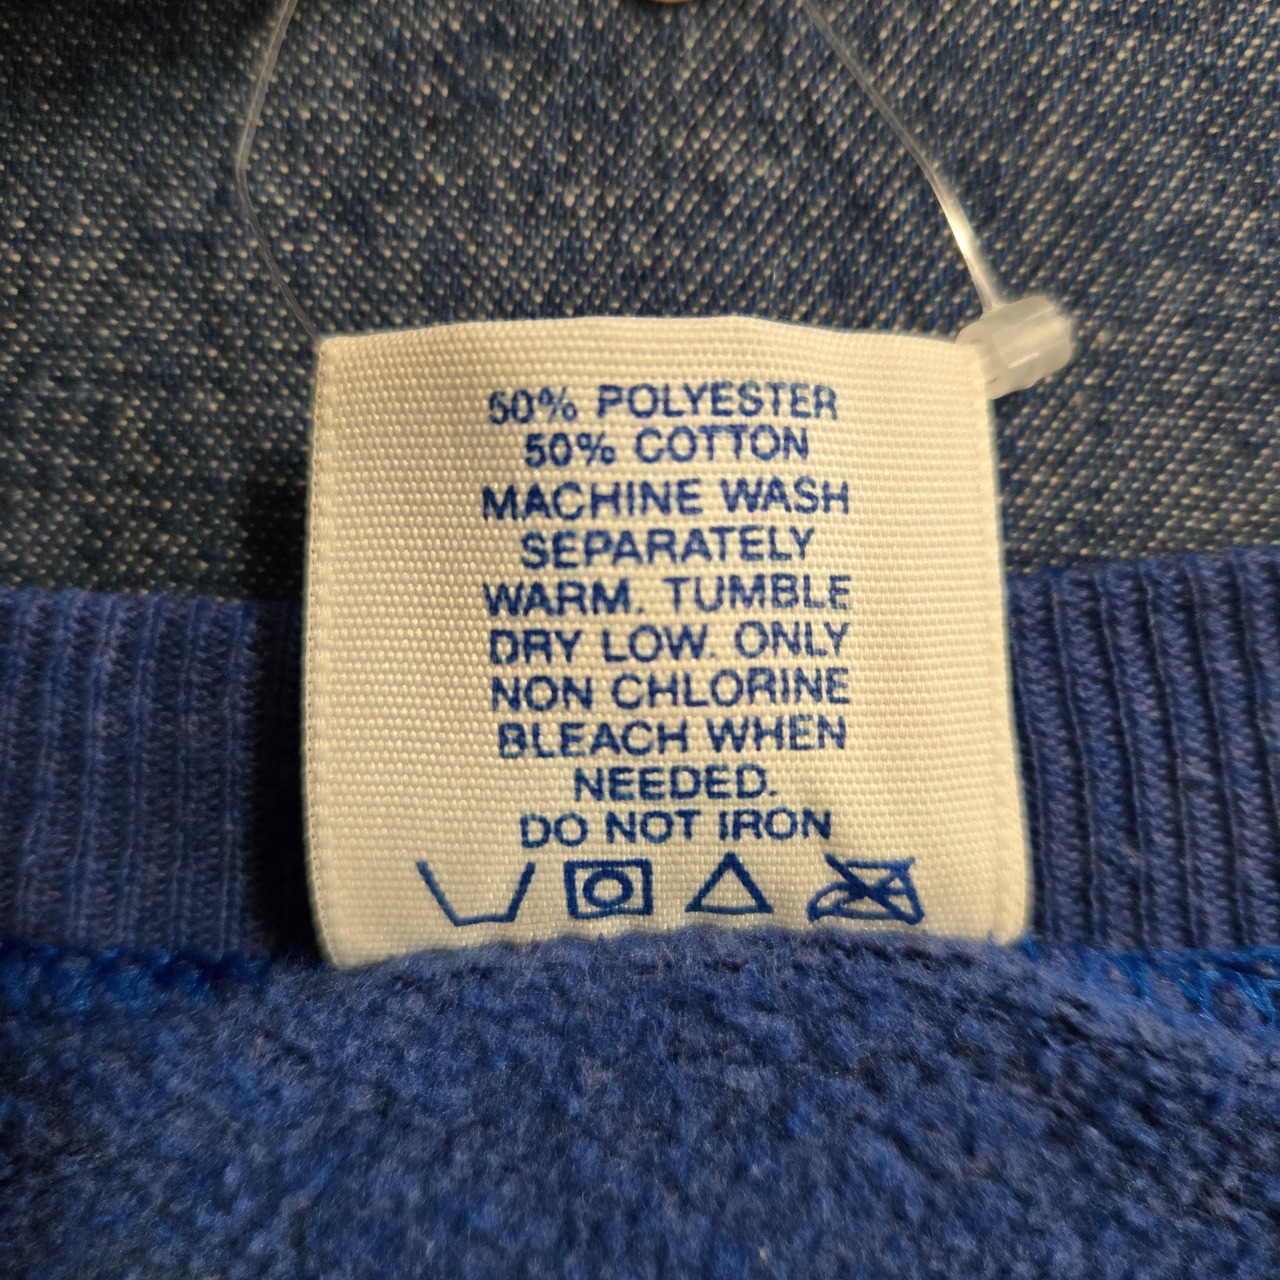 50% POLYESTER
50% COTTON
MACHINE WASH
SEPARATELY
WARM. TUMBLE
DRY LOW. ONLY
NON CHLORINE
BLEACH WHEN
NEEDED.
DO NOT IRON